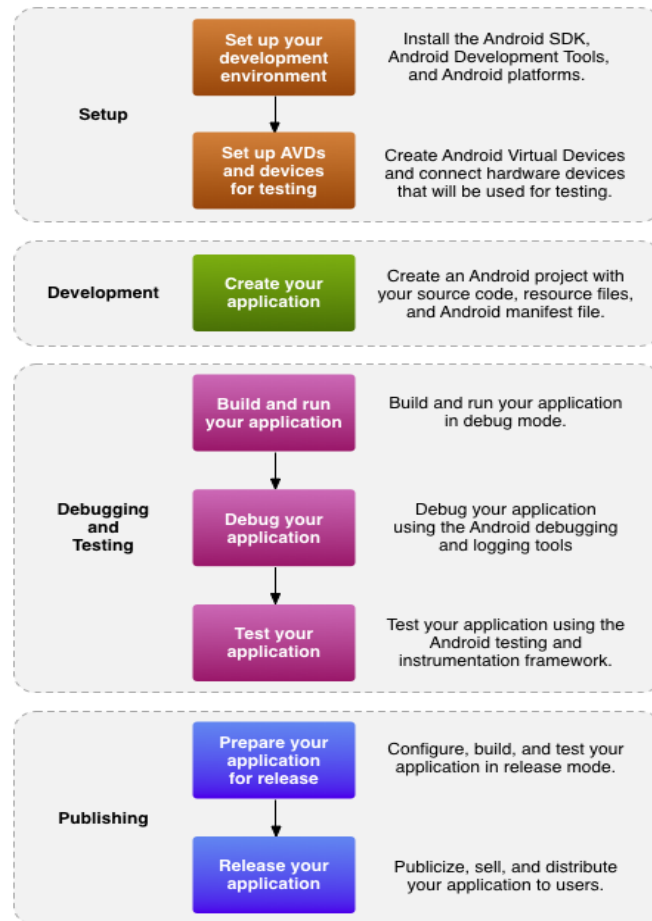 Set up your
development
environment
Install the Android SDK,
Android Development Tools,
and Android platforms.
Setup
Set up AVDs
and devices
for testing
Create Android Virtual Devices
and connect hardware devices
that will be used for testing.
Development
Create your
application
Create an Android project with
your source code, resource files,
and Android manifest file.
Build and run
your application
Build and run your application
in debug mode.
Debugging
and
Testing
Debug your
application
Debug your application
using the Android debugging
and logging tools
Test your
application
Test your application using the
Android testing and
instrumentation framework.
Prepare your
application
for release
Configure, build, and test your
application in release mode.
Publishing
Release your
application
Publicize, sell, and distribute
your application to users.